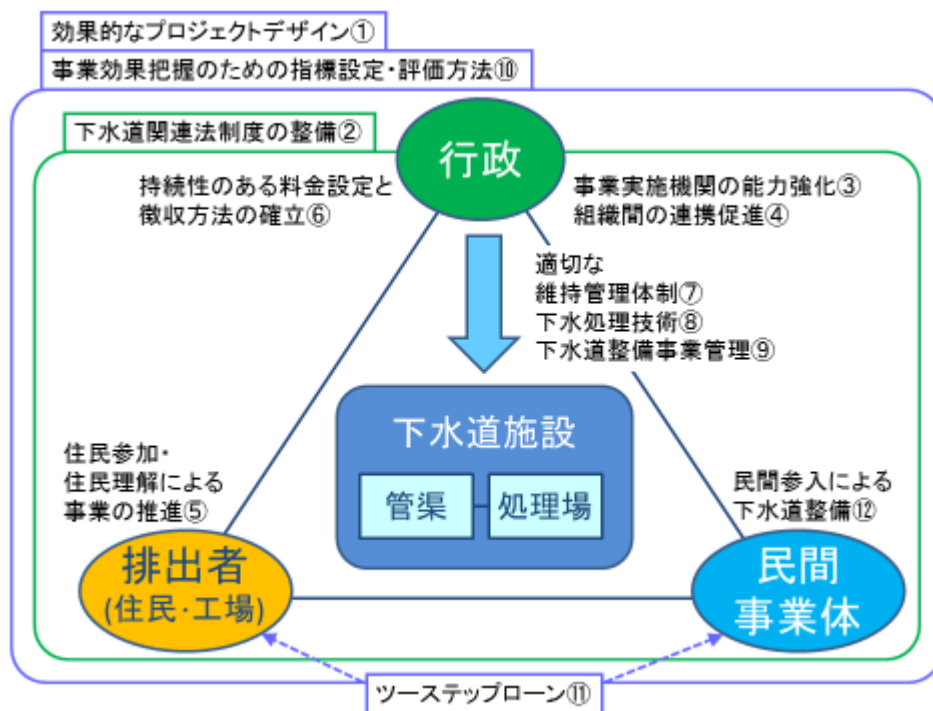 効果的なプロジェクトデザイン①
事業効果把握のための指標設定・評価方法⑩
下水道関連法制度の整備②
行政
持続性のある料金設定と
徴収方法の確立⑥
事業実施機関の能力強化③
組織間の連携促進④
適切な
維持管理体制⑦
下水処理技術⑧
下水道整備事業管理⑨
下水道施設
管渠
処理場
住民参加・
住民理解による
事業の推進⑤
民間参入による
下水道整備⑫
排出者
(住民・工場)
民間
事業体
ツーステップローン⑪